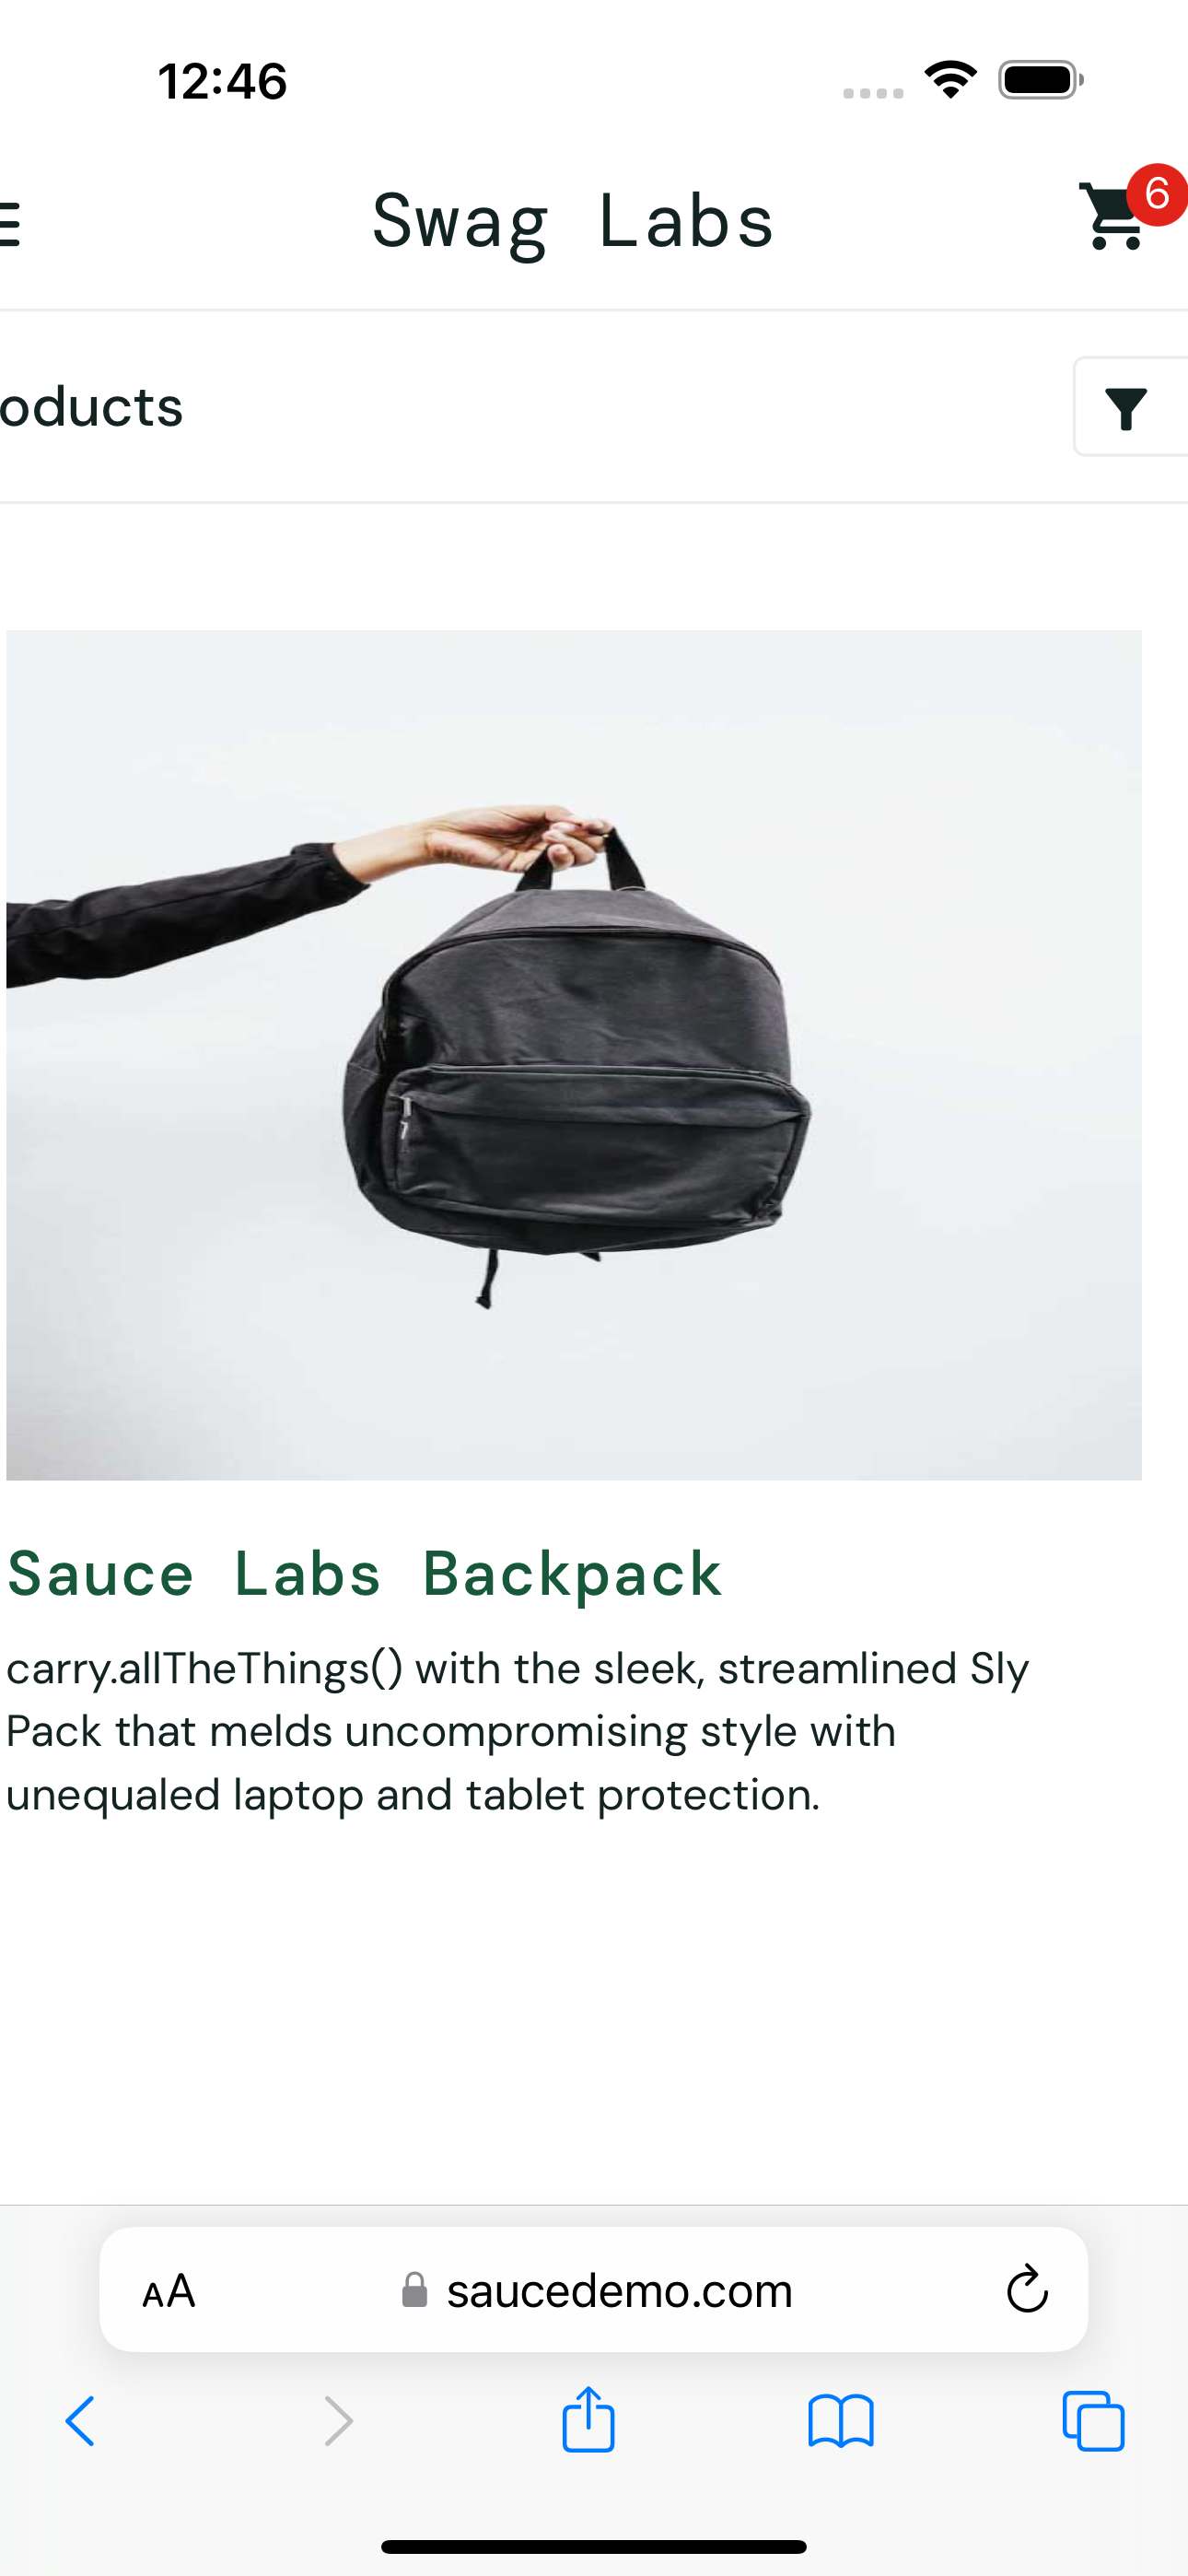 12:46
Swag Labs
6
oducts
Sauce Labs Backpack
carry.allTheThings() with the sleek, streamlined Sly
Pack that melds uncompromising style with
unequaled laptop and tablet protection.
AA saucedemo.com